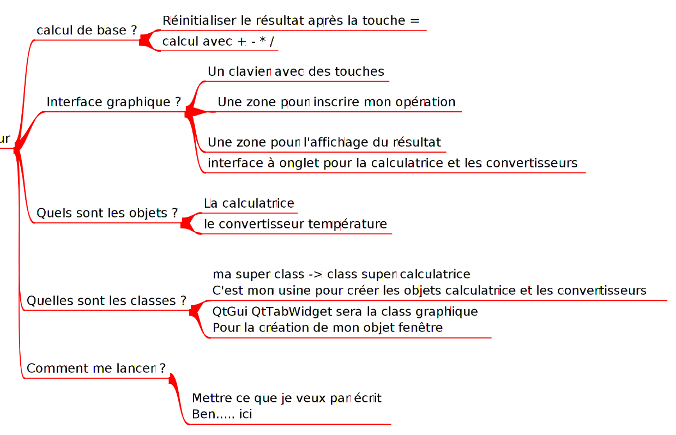 ur
calcul de base ?
Réinitialiser le résultat après la touche =
calcul avec + - * /
Interface graphique ?
Un clavier avec des touches
Une zone pour inscrire mon opération
Une zone pour l'affichage du résultat
interface à onglet pour la calculatrice et les convertisseurs
Quels sont les objets ?
La calculatrice
le convertisseur température
Quelles sont les classes ?
ma super class -> class super calculatrice
C'est mon usine pour créer les objets calculatrice et les convertisseurs
QtGui QtTabWidget sera la class graphique
Pour la création de mon objet fenêtre
Comment me lancer ?
Mettre ce que je veux par écrit
Ben..... ici